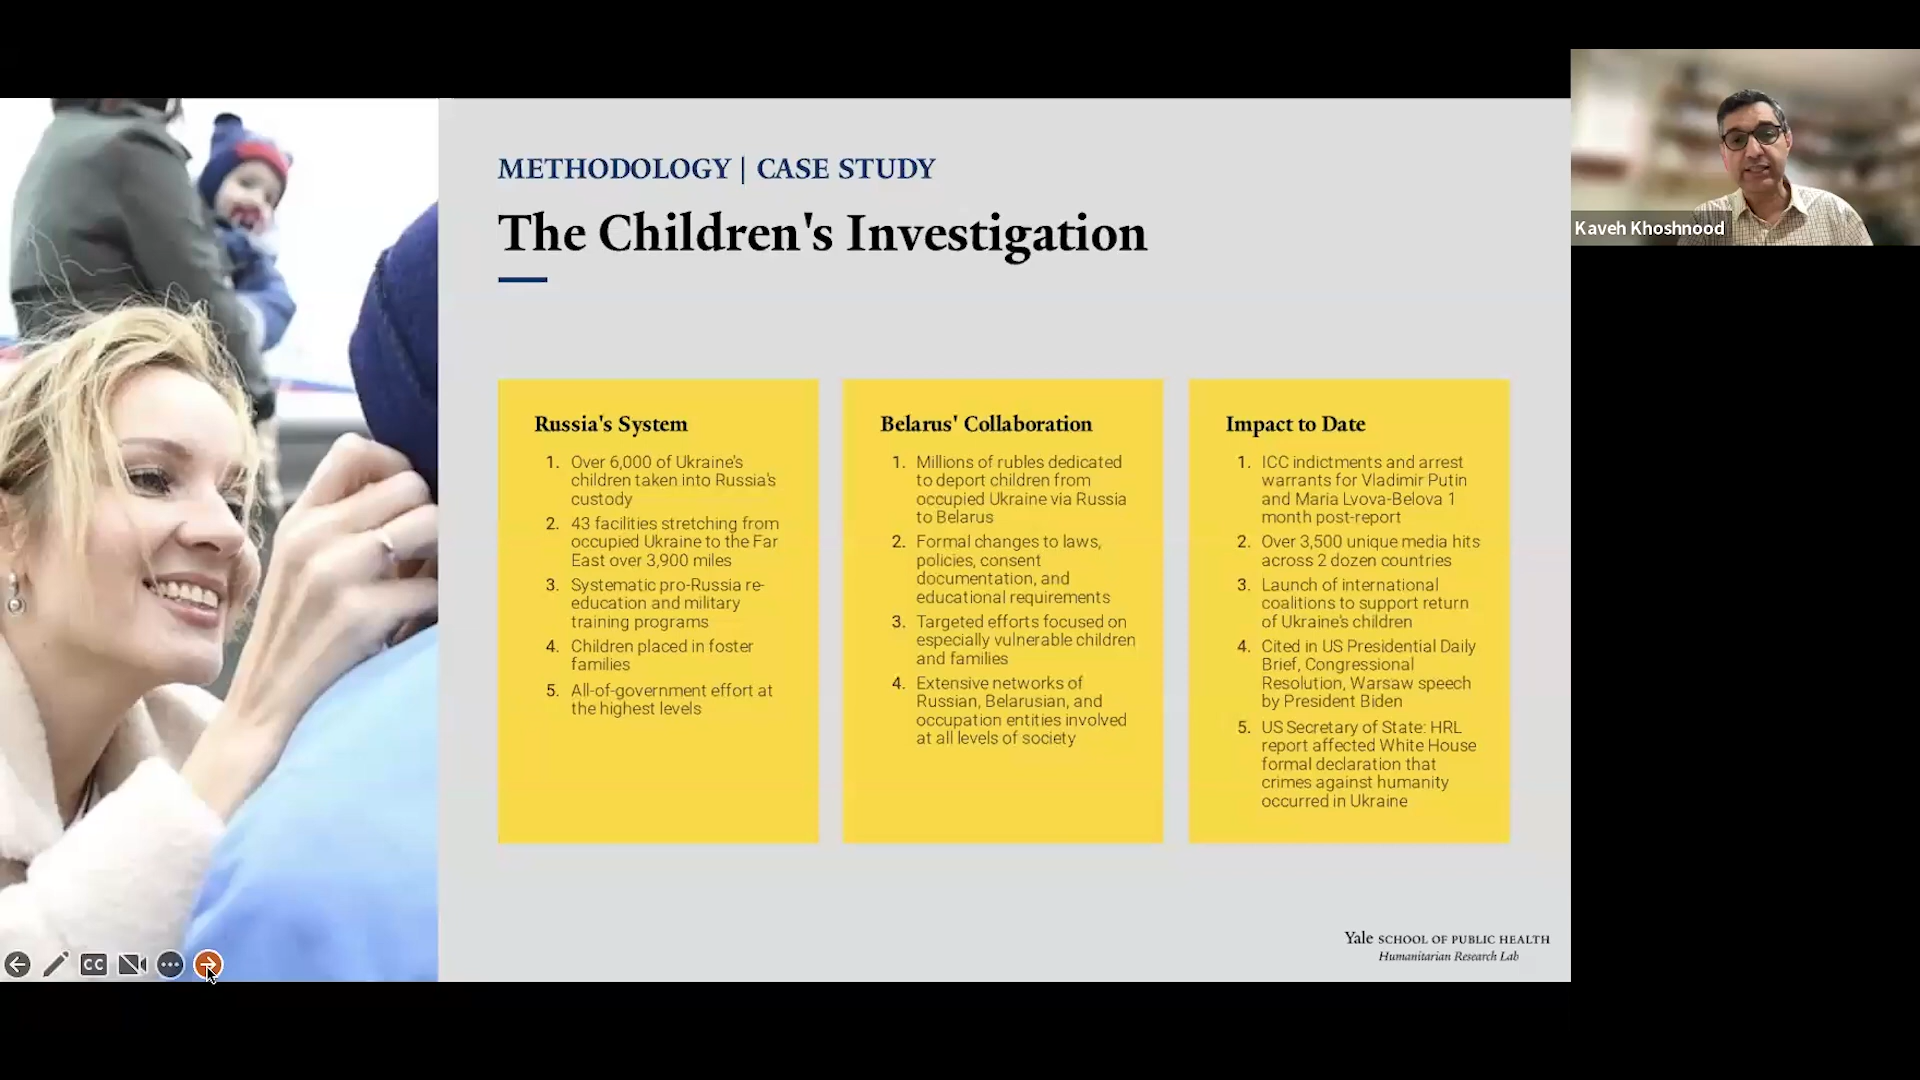 METHODOLOGY | CASE STUDY
The Children's Investigation
Russia's System
1. Over 6,000 of Ukraine's
children taken into Russia's
custody
2. 43 facilities stretching from
occupied Ukraine to the Far
East over 3,900 miles
3. Systematic pro-Russia re-
education and military
training programs
4. Children placed in foster
families
5. All-of-government effort at
the highest levels
Belarus' Collaboration
1. Millions of rubles dedicated
to deport children from
occupied Ukraine via Russia
to Belarus
2. Formal changes to laws,
policies, consent
documentation, and
educational requirements
3. Targeted efforts focused on
especially vulnerable children
and families
4. Extensive networks of
Russian, Belarusian, and
occupation entities involved
at all levels of society
Impact to Date
1. ICC indictments and arrest
warrants for Vladimir Putin
and Maria Lvova-Belova 1
month post-report
2. Over 3,500 unique media hits
across 2 dozen countries
3. Launch of international
coalitions to support return
of Ukraine's children
4. Cited in US Presidential Daily
Brief, Congressional
Resolution, Warsaw speech
by President Biden
5. US Secretary of State: HRL
report affected White House
formal declaration that
crimes against humanity
occurred in Ukraine
Yale SCHOOL OF PUBLIC HEALTH
Humanitarian Research Lab
CC
Kaveh Khoshnood